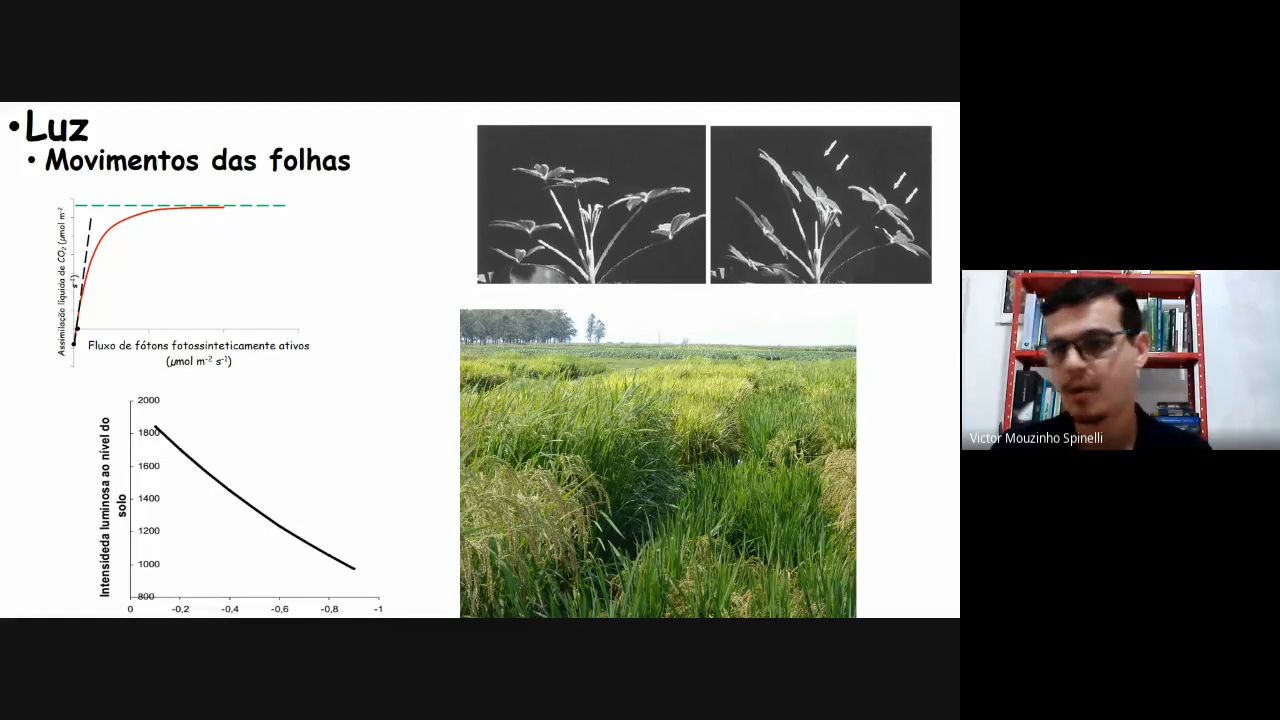 •Luz
• Movimentos das folhas
Assimilação líquida de CO₂ (μmol m⁻²
s⁻¹)
Fluxo de fótons fotossinteticamente ativos
(μmol m⁻² s⁻¹)
Intensideda luminosa ao nível do
solo
2000
1800
1600
1400
1200
1000
800
0 -0,2 -0,4 -0,6 -0,8 -1
Victor Mouzinho Spinelli